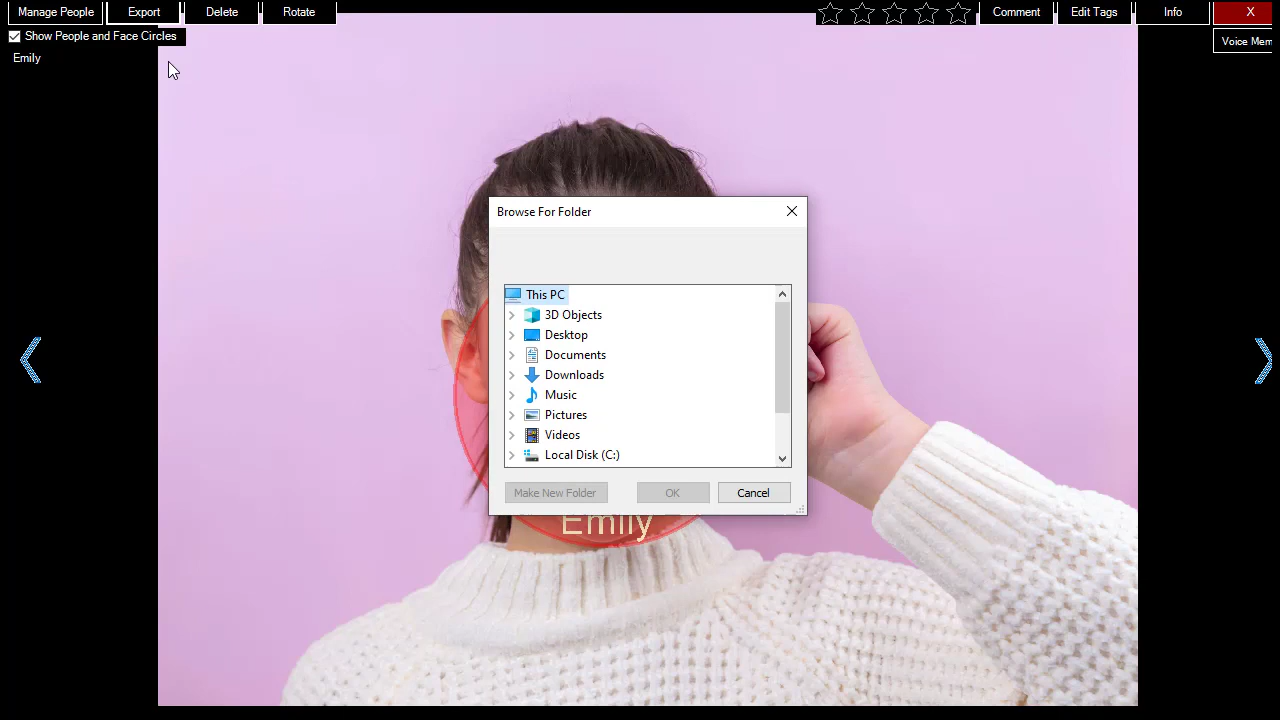 Manage People Export Delete Rotate Comment Edit Tags Info X
Show People and Face Circles
Voice Mem
Emily
Browse For Folder
This PC
3D Objects
Desktop
Documents
Downloads
Music
Pictures
Videos
Local Disk (C:)
Make New Folder OK Cancel
Emily